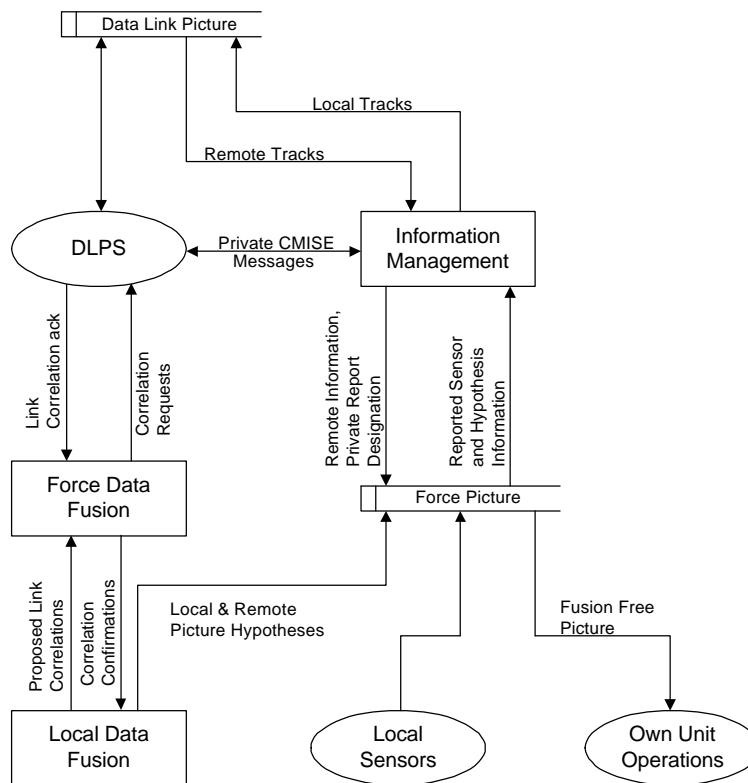 Data Link Picture
Local Tracks
Remote Tracks
DLPS
Private CMISE
Messages
Information
Management
Link
Correlation ack
Correlation
Requests
Remote Information,
Private Report
Designation
Reported Sensor
and Hypothesis
Information
Force Data
Fusion
Force Picture
Proposed Link
Correlations
Correlation
Confirmations
Local & Remote
Picture Hypotheses
Fusion Free
Picture
Local Data
Fusion
Local
Sensors
Own Unit
Operations